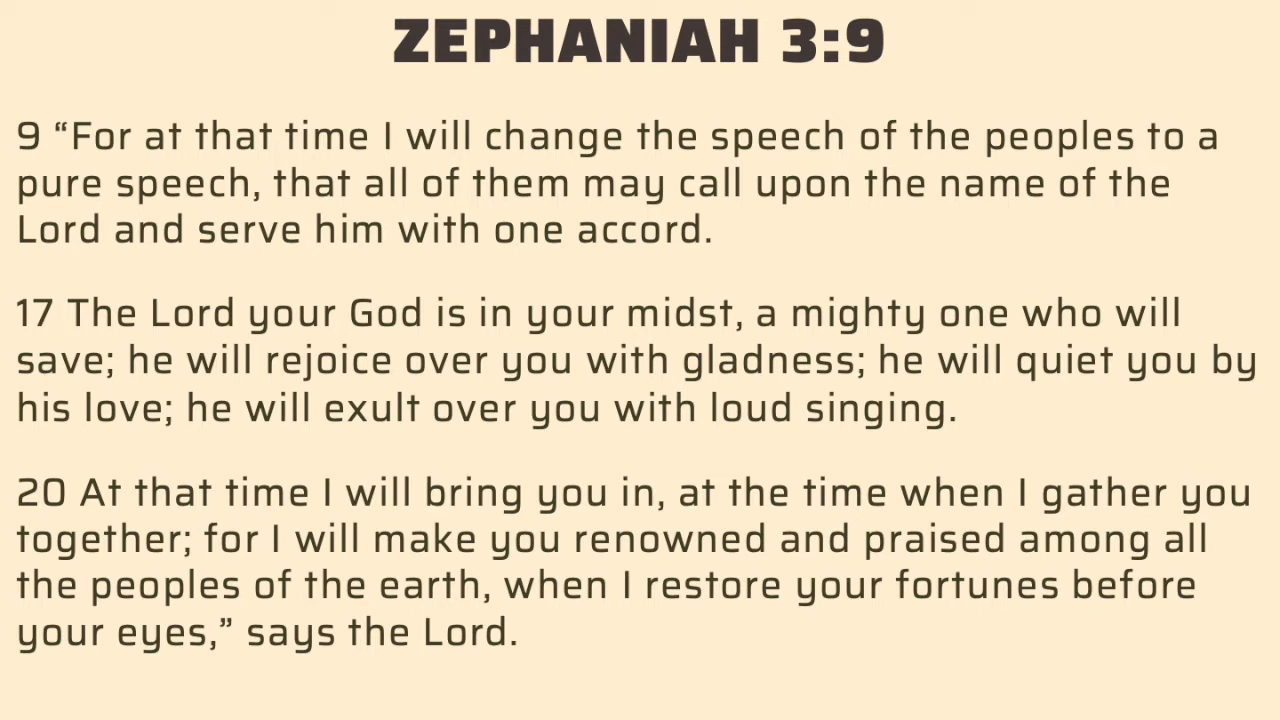 ZEPHANIAH 3:9
9 “For at that time I will change the speech of the peoples to a
pure speech, that all of them may call upon the name of the
Lord and serve him with one accord.
17 The Lord your God is in your midst, a mighty one who will
save; he will rejoice over you with gladness; he will quiet you by
his love; he will exult over you with loud singing.
20 At that time I will bring you in, at the time when I gather you
together; for I will make you renowned and praised among all
the peoples of the earth, when I restore your fortunes before
your eyes,” says the Lord.